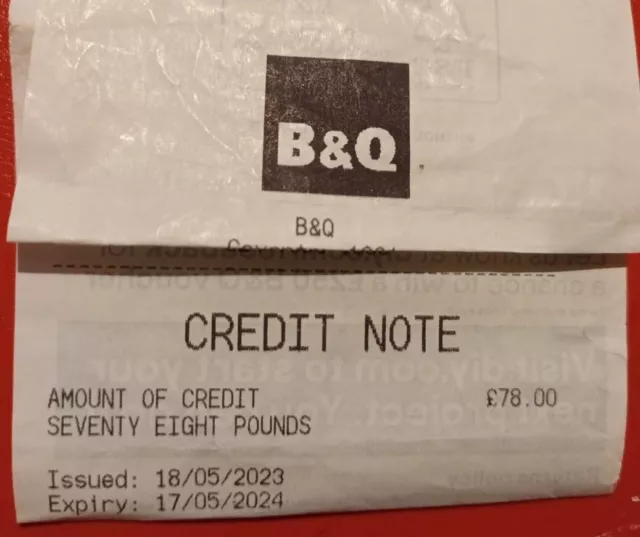 B&Q
B&Q
CREDIT NOTE
AMOUNT OF CREDIT £78.00
SEVENTY EIGHT POUNDS
Issued: 18/05/2023
Expiry: 17/05/2024